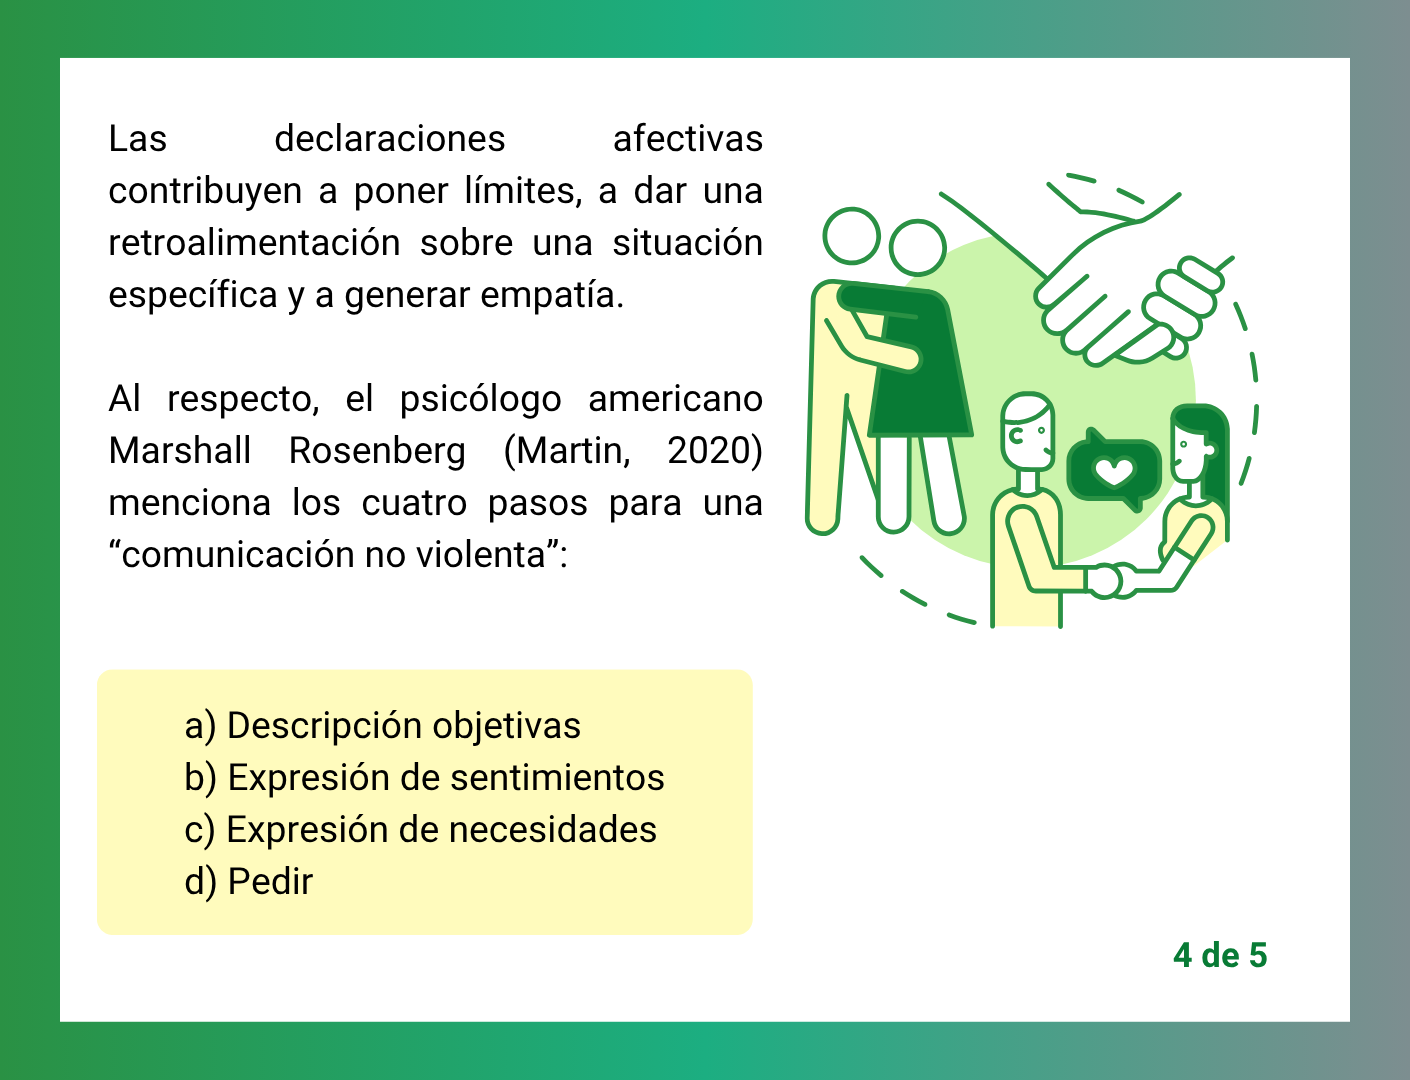 Las declaraciones afectivas
contribuyen a poner límites, a dar una
retroalimentación sobre una situación
específica y a generar empatía.
Al respecto, el psicólogo americano
Marshall Rosenberg (Martin, 2020)
menciona los cuatro pasos para una
“comunicación no violenta”:
a) Descripción objetivas
b) Expresión de sentimientos
c) Expresión de necesidades
d) Pedir
4 de 5